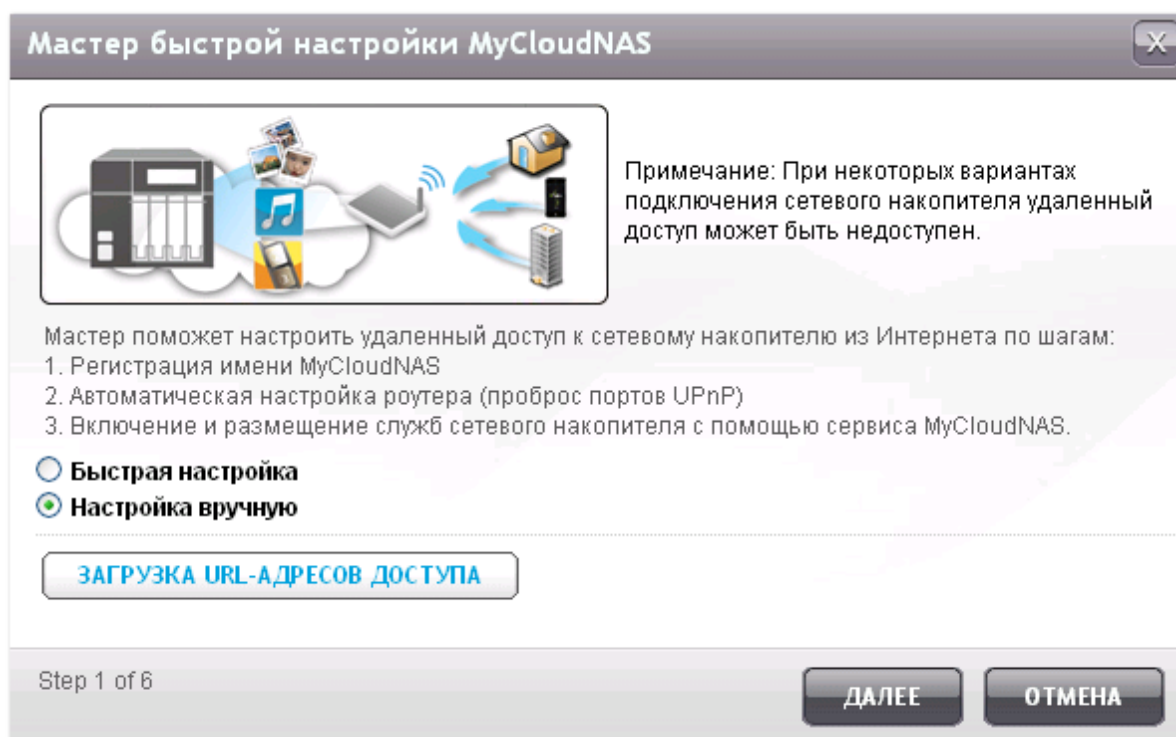 Мастер быстрой настройки MyCloudNAS
X
Примечание: При некоторых вариантах
подключения сетевого накопителя удаленный
доступ может быть недоступен.
Мастер поможет настроить удаленный доступ к сетевому накопителю из Интернета по шагам:
1. Регистрация имени MyCloudNAS
2. Автоматическая настройка роутера (проброс портов UPnP)
3. Включение и размещение служб сетевого накопителя с помощью сервиса MyCloudNAS.
Быстрая настройка
Настройка вручную
ЗАГРУЗКА URL-АДРЕСОВ ДОСТУПА
Step 1 of 6
ДАЛЕЕ
ОТМЕНА